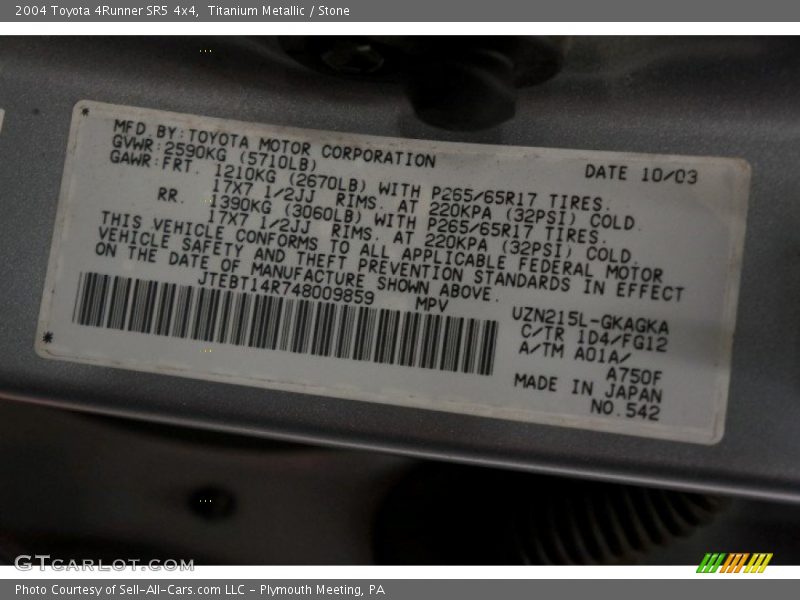 2004 Toyota 4Runner SR5 4x4, Titanium Metallic / Stone
MFD.BY:TOYOTA MOTOR CORPORATION DATE 10/03
GVWR:2590KG (5710LB)
GAWR:FRT. 1210KG (2670LB) WITH P265/65R17 TIRES.
17X7 1/2JJ RIMS. AT 220KPA (32PSI) COLD.
RR. 1390KG (3060LB) WITH P265/65R17 TIRES.
17X7 1/2JJ RIMS. AT 220KPA (32PSI) COLD.
THIS VEHICLE CONFORMS TO ALL APPLICABLE FEDERAL MOTOR
VEHICLE SAFETY AND THEFT PREVENTION STANDARDS IN EFFECT
ON THE DATE OF MANUFACTURE SHOWN ABOVE.
JTEBT14R748009859 MPV
UZN215L-GKAGKA
C/TR 1D4/FG12
A/TM A01A/
A750F
MADE IN JAPAN
NO.542
GTCARLOT.COM
Photo Courtesy of Sell-All-Cars.com LLC - Plymouth Meeting, PA